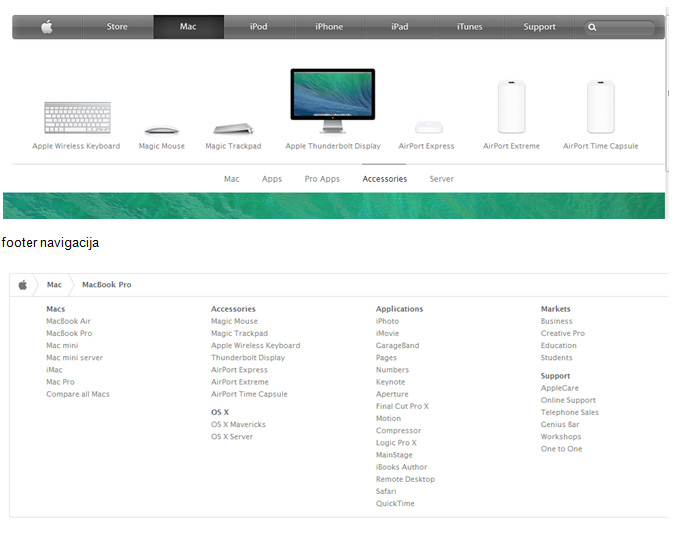 Store Mac iPod iPhone iPad iTunes Support
Apple Wireless Keyboard Magic Mouse Magic Trackpad Apple Thunderbolt Display AirPort Express AirPort Extreme AirPort Time Capsule
Mac Apps Pro Apps Accessories Server
footer navigacija
Mac MacBook Pro
Macs
MacBook Air
MacBook Pro
Mac mini
Mac mini server
iMac
Mac Pro
Compare all Macs
Accessories
Magic Mouse
Magic Trackpad
Apple Wireless Keyboard
Thunderbolt Display
AirPort Express
AirPort Extreme
AirPort Time Capsule
OS X
OS X Mavericks
OS X Server
Applications
iPhoto
iMovie
GarageBand
Pages
Numbers
Keynote
Aperture
Final Cut Pro X
Motion
Compressor
Logic Pro X
MainStage
iBooks Author
Remote Desktop
Safari
QuickTime
Markets
Business
Creative Pro
Education
Students
Support
AppleCare
Online Support
Telephone Sales
Genius Bar
Workshops
One to One